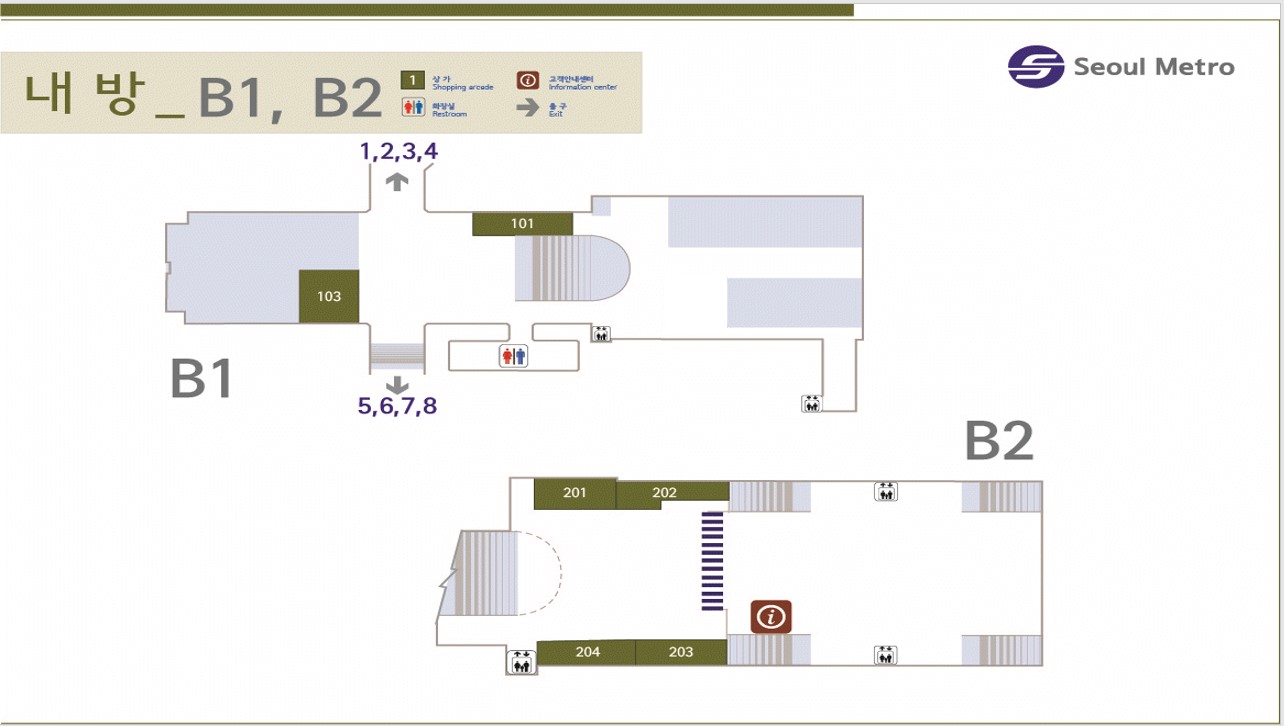 내 방_ B1, B2
1 상 가
Shopping arcade
고객안내센터
Information center
화장실
Restroom
출 구
Exit
Seoul Metro
1,2,3,4
101
103
B1
5,6,7,8
B2
201
202
204
203